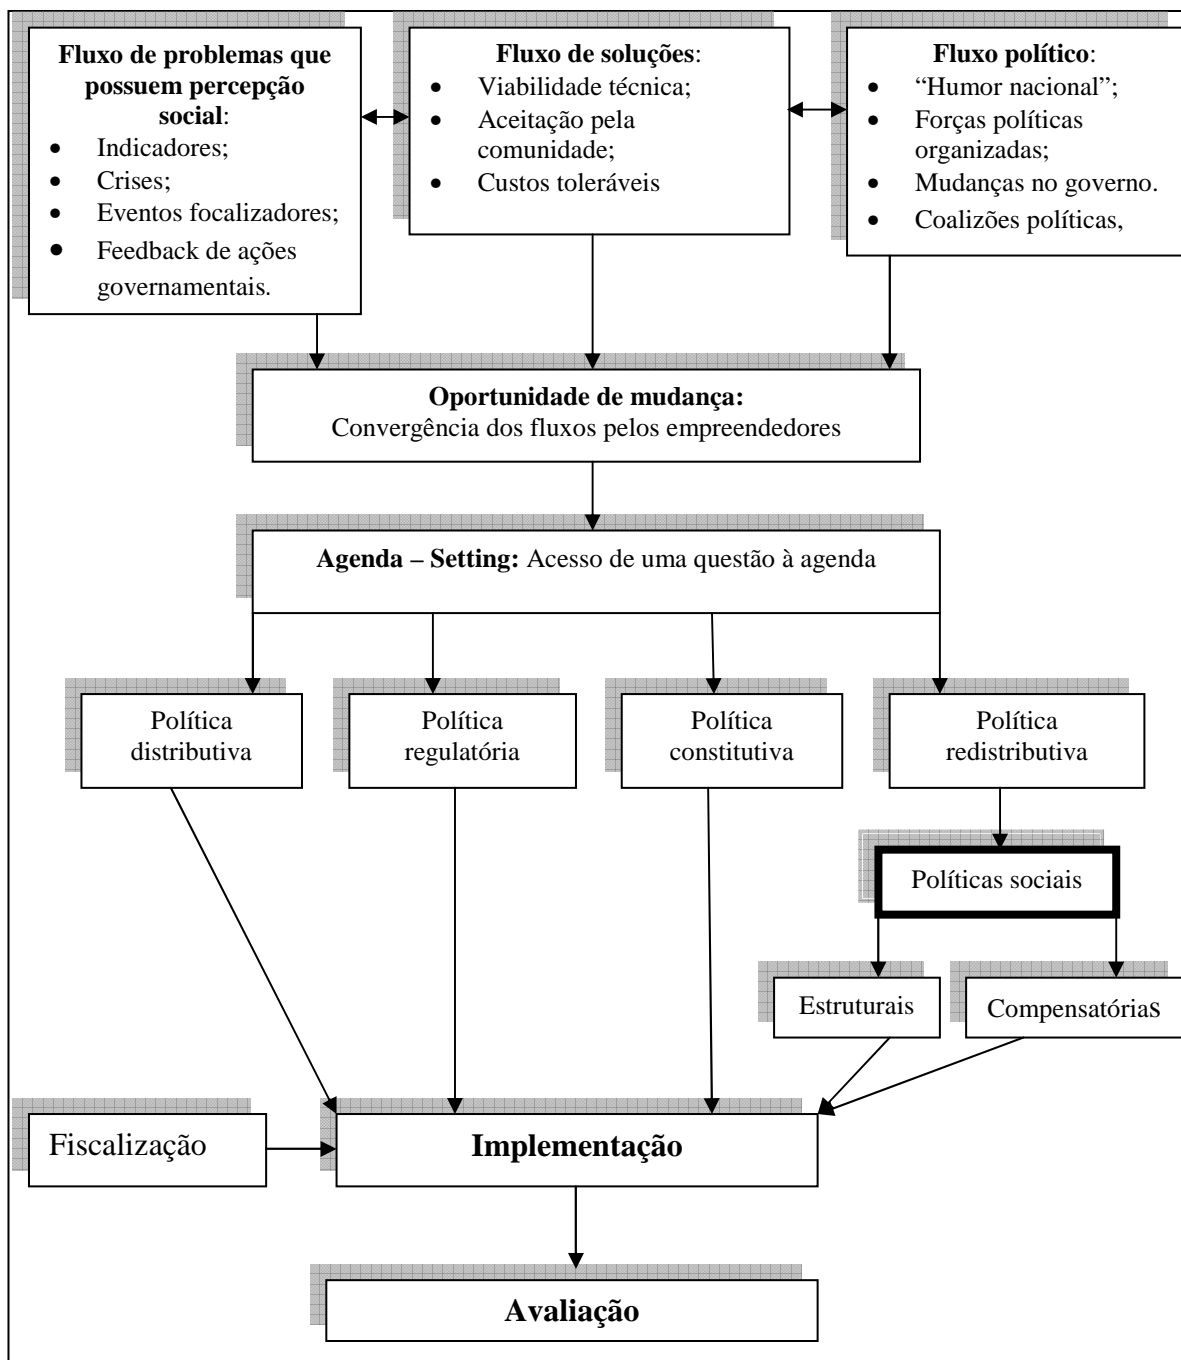 Fluxo de problemas que
possuem percepção
social:
• Indicadores;
• Crises;
• Eventos focalizadores;
• Feedback de ações
governamentais.
Fluxo de soluções:
• Viabilidade técnica;
• Aceitação pela
comunidade;
• Custos toleráveis
Fluxo político:
• “Humor nacional”;
• Forças políticas
organizadas;
• Mudanças no governo.
• Coalizões políticas,
Oportunidade de mudança:
Convergência dos fluxos pelos empreendedores
Agenda – Setting: Acesso de uma questão à agenda
Política
distributiva
Política
regulatória
Política
constitutiva
Política
redistributiva
Políticas sociais
Estruturais
Compensatórias
Fiscalização
Implementação
Avaliação